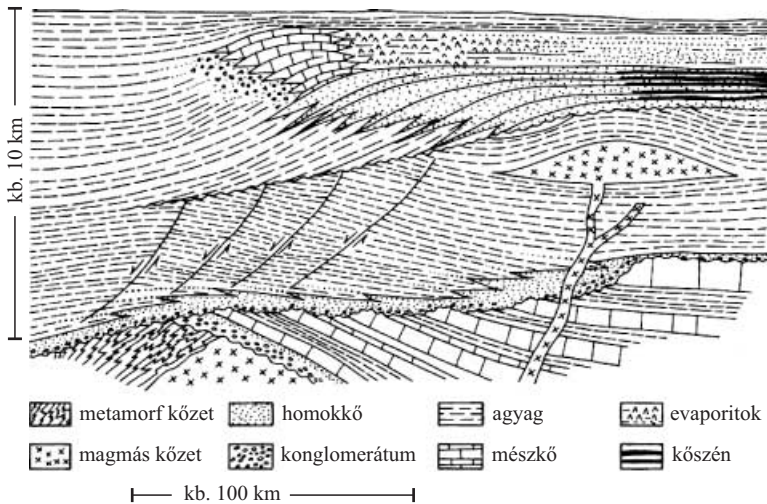 kb. 10 km
metamorf kőzet
homokkő
agyag
evaporitok
magmás kőzet
konglomerátum
mészkő
kőszén
kb. 100 km